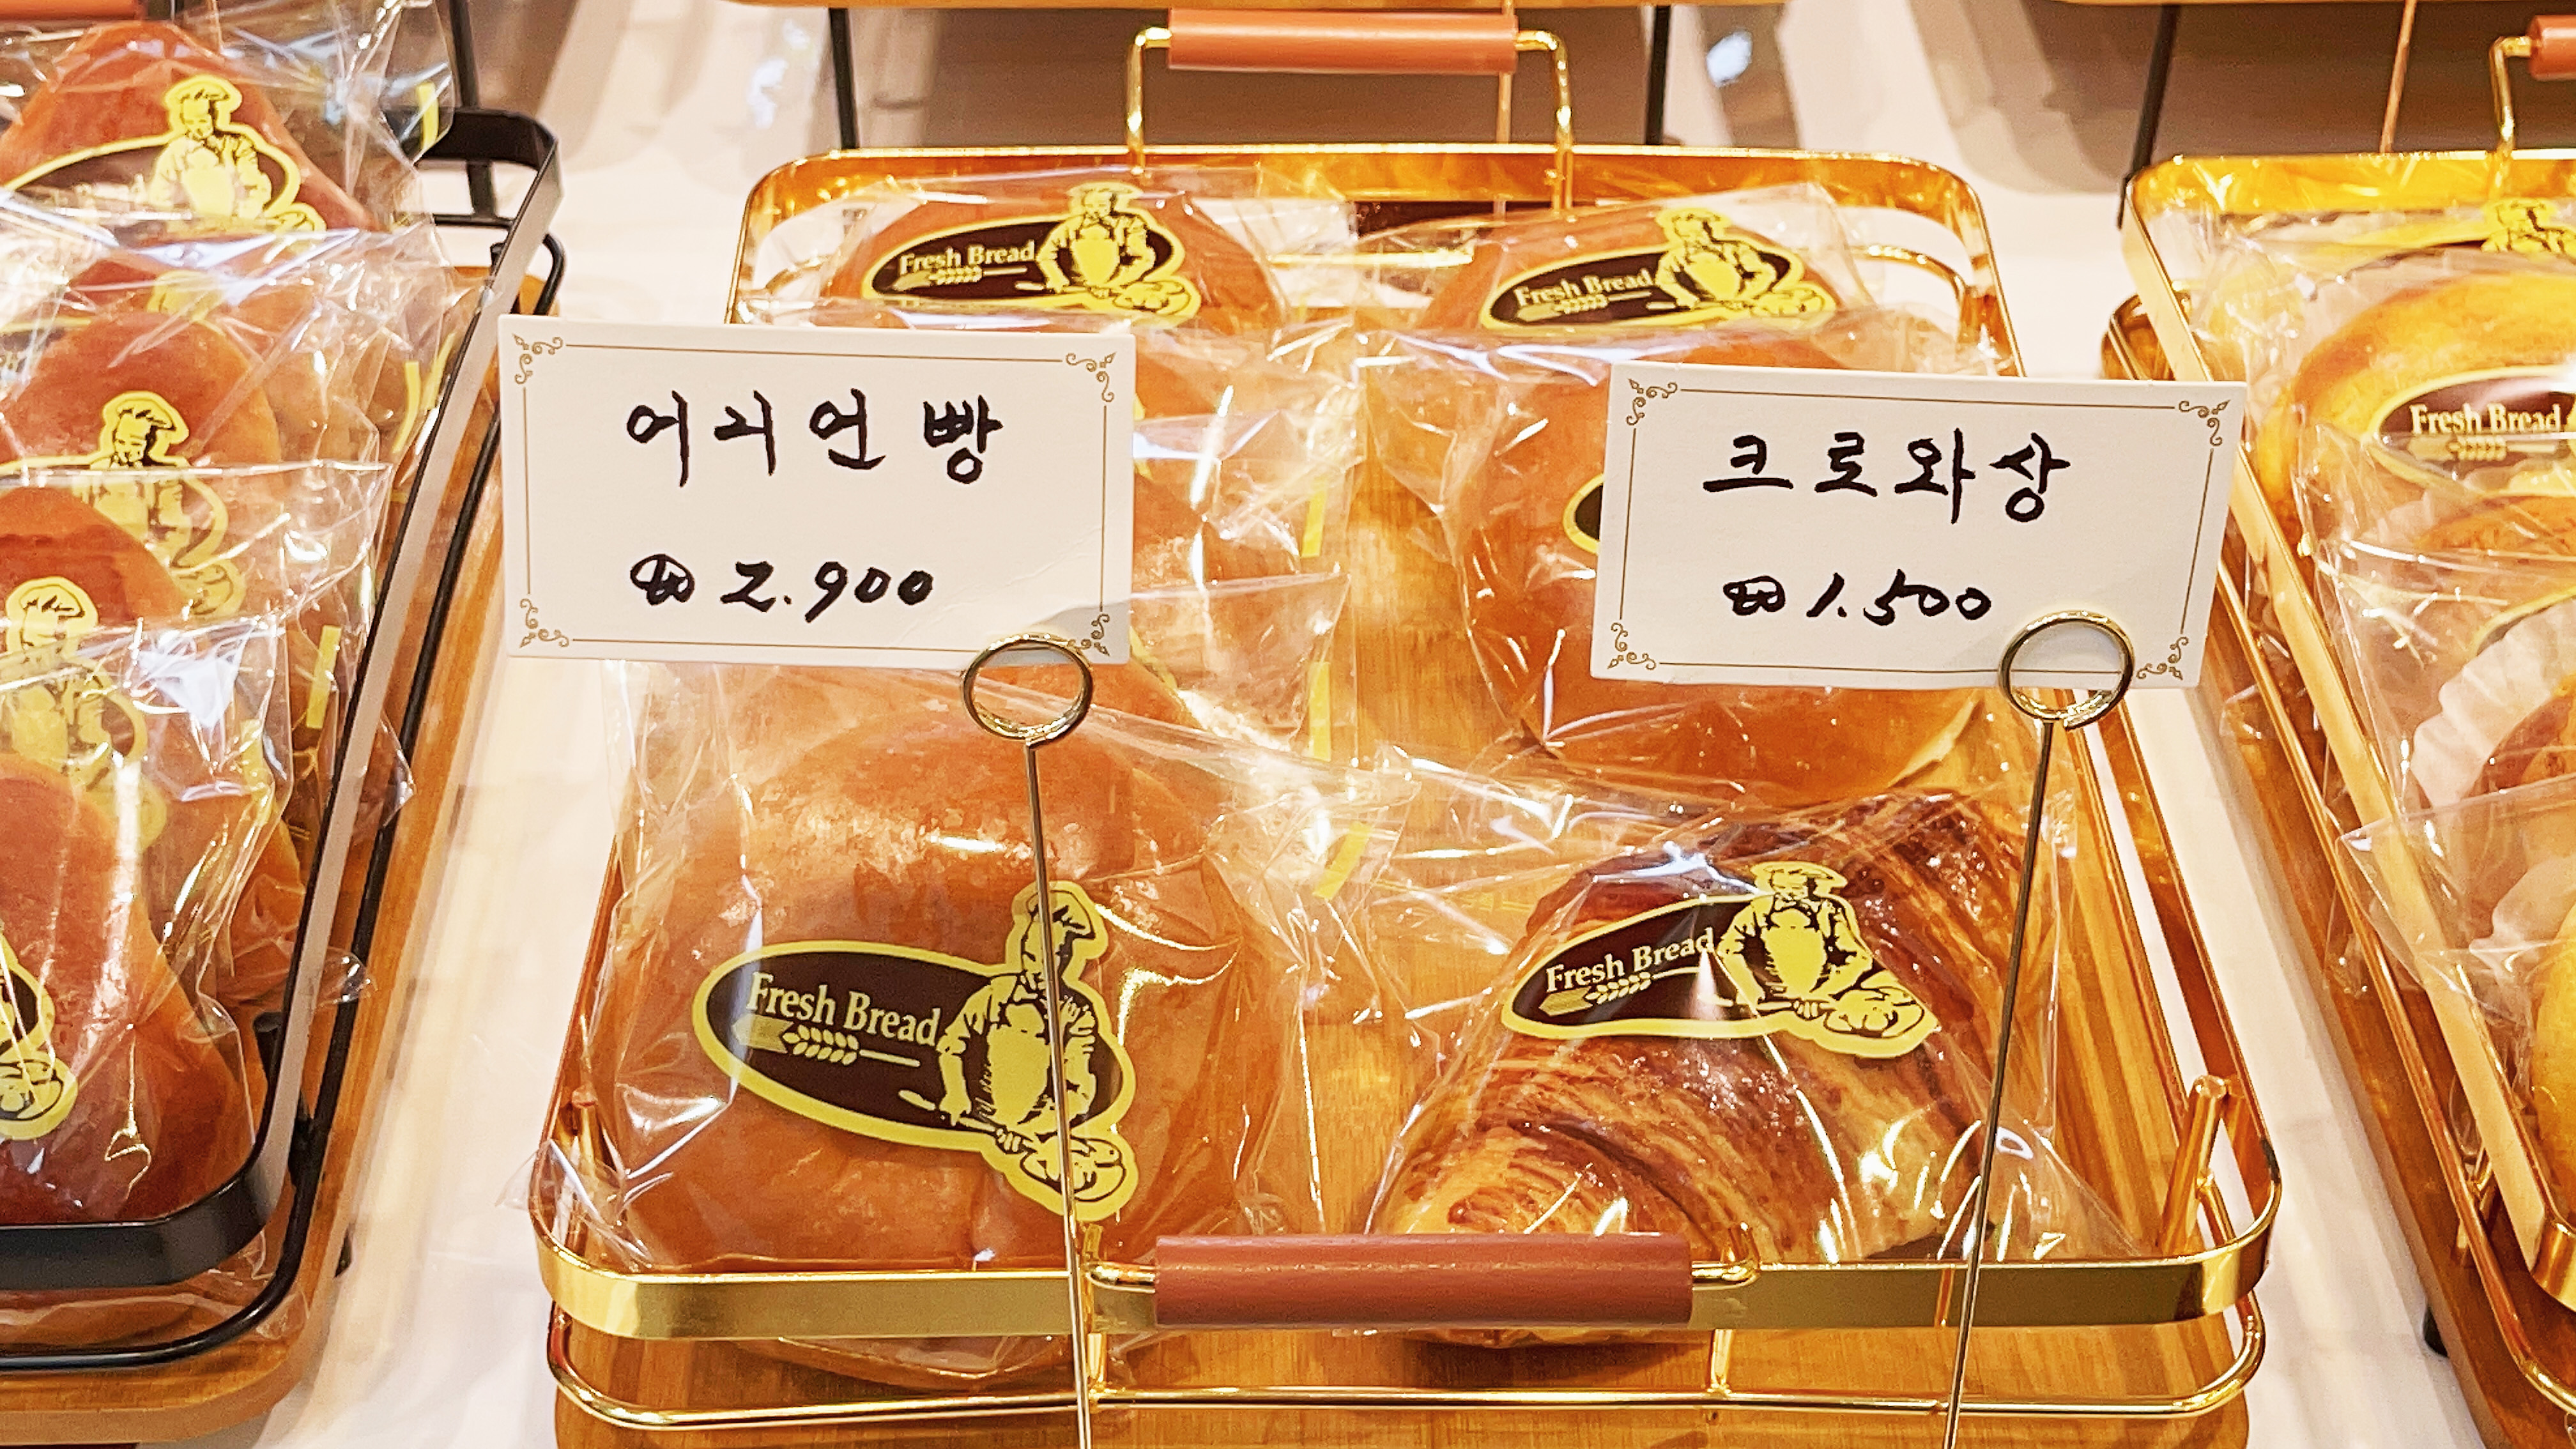 Fresh Bread
Fresh Bread
어니언 빵
₩ 2.900
크로와상
₩ 1.500
Fresh Bread
Fresh Bread
Fresh Bread